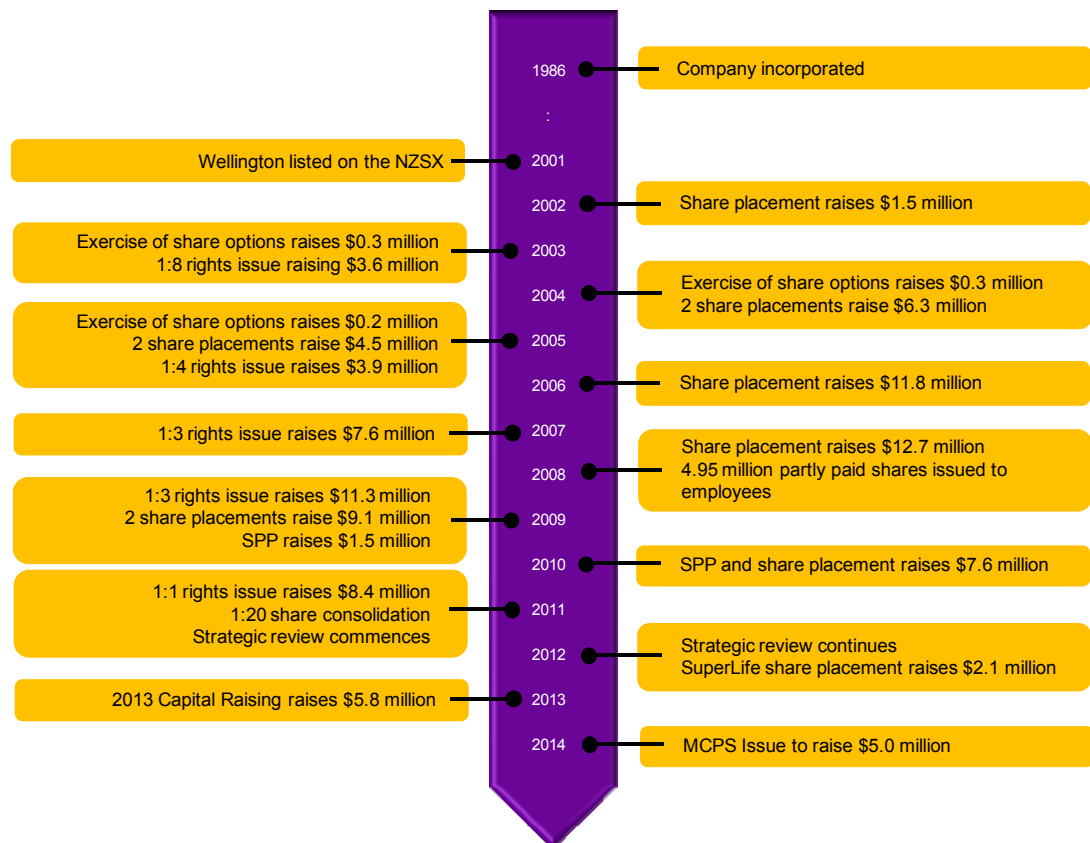 1986
Company incorporated
:
Wellington listed on the NZSX
2001
2002
Share placement raises $1.5 million
Exercise of share options raises $0.3 million
1:8 rights issue raising $3.6 million
2003
2004
Exercise of share options raises $0.3 million
2 share placements raise $6.3 million
Exercise of share options raises $0.2 million
2 share placements raise $4.5 million
1:4 rights issue raises $3.9 million
2005
2006
Share placement raises $11.8 million
1:3 rights issue raises $7.6 million
2007
2008
Share placement raises $12.7 million
4.95 million partly paid shares issued to
employees
1:3 rights issue raises $11.3 million
2 share placements raise $9.1 million
SPP raises $1.5 million
2009
2010
SPP and share placement raises $7.6 million
1:1 rights issue raises $8.4 million
1:20 share consolidation
Strategic review commences
2011
2012
Strategic review continues
SuperLife share placement raises $2.1 million
2013 Capital Raising raises $5.8 million
2013
2014
MCPS Issue to raise $5.0 million